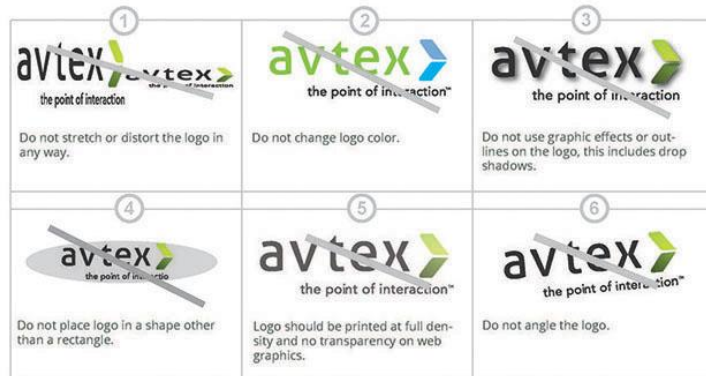 1
avtex avtex
the point of interaction the point of interaction
Do not stretch or distort the logo in
any way.
2
avtex
the point of interaction™
Do not change logo color.
3
avtex
the point of interaction
Do not use graphic effects or out-
lines on the logo, this includes drop
shadows.
4
avtex
the point of interactio
Do not place logo in a shape other
than a rectangle.
5
avtex
the point of interaction™
Logo should be printed at full den-
sity and no transparency on web
graphics.
6
avtex
the point of interaction™
Do not angle the logo.